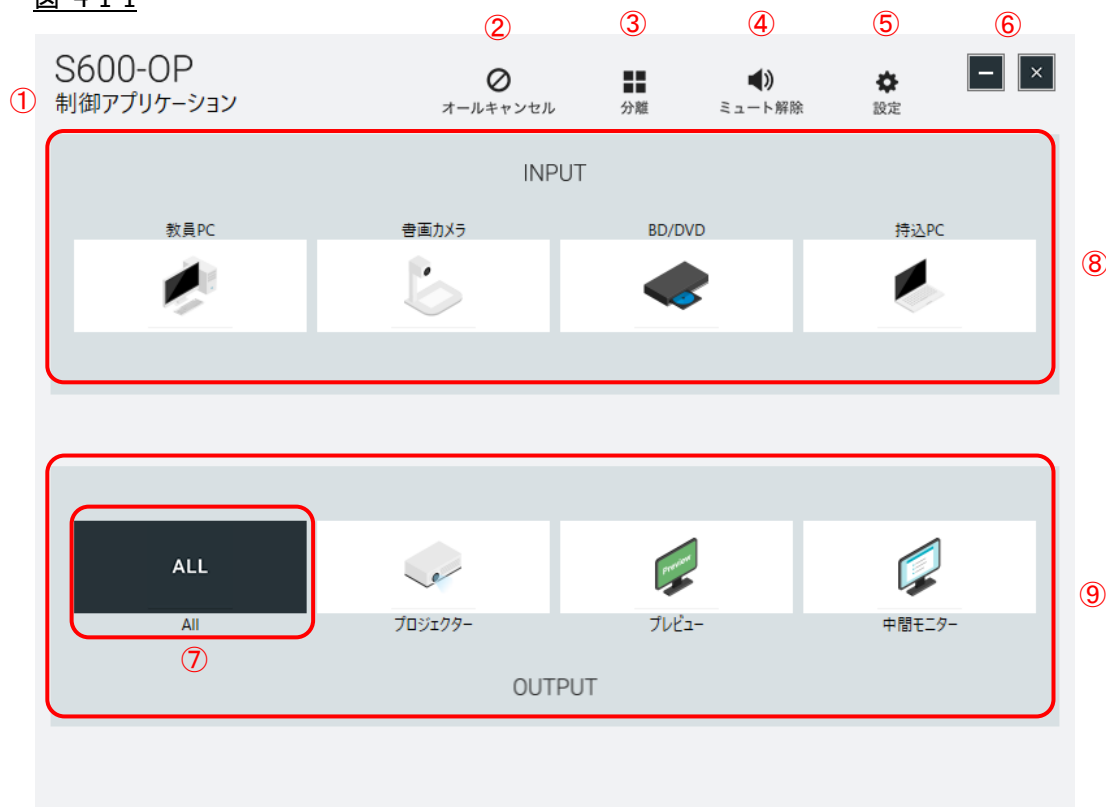 図 4-1-1
② ③ ④ ⑤ ⑥
S600-OP
① 制御アプリケーション
オールキャンセル 分離 ミュート解除 設定
INPUT
教員PC 書画カメラ BD/DVD 持込PC
⑧
ALL
Preview
⑨
All プロジェクター プレビュー 中間モニター
⑦
OUTPUT